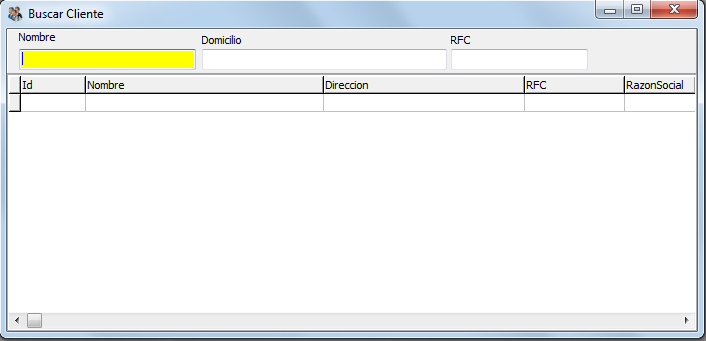 Buscar Cliente
Nombre Domicilio RFC
Id Nombre Direccion RFC RazonSocial